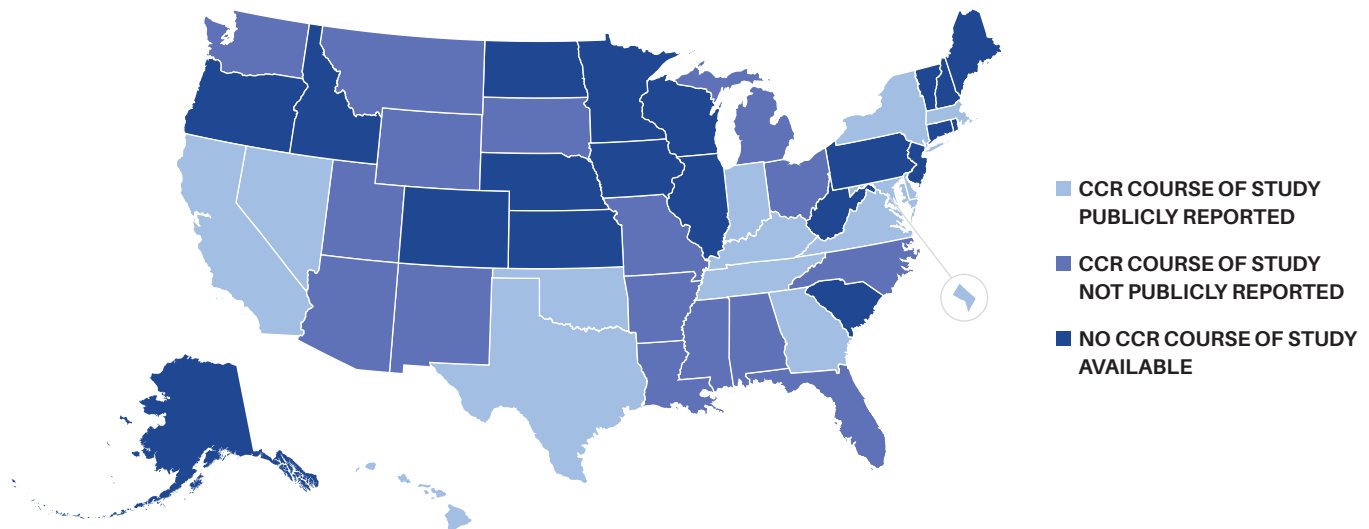 CCR COURSE OF STUDY
PUBLICLY REPORTED
CCR COURSE OF STUDY
NOT PUBLICLY REPORTED
NO CCR COURSE OF STUDY
AVAILABLE